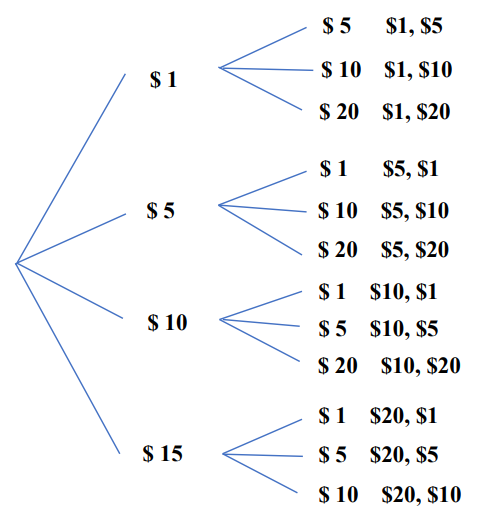 $ 5 $1, $5
$ 1
$ 10 $1, $10
$ 20 $1, $20
$ 1 $5, $1
$ 5
$ 10 $5, $10
$ 20 $5, $20
$ 1 $10, $1
$ 10
$ 5 $10, $5
$ 20 $10, $20
$ 1 $20, $1
$ 15
$ 5 $20, $5
$ 10 $20, $10